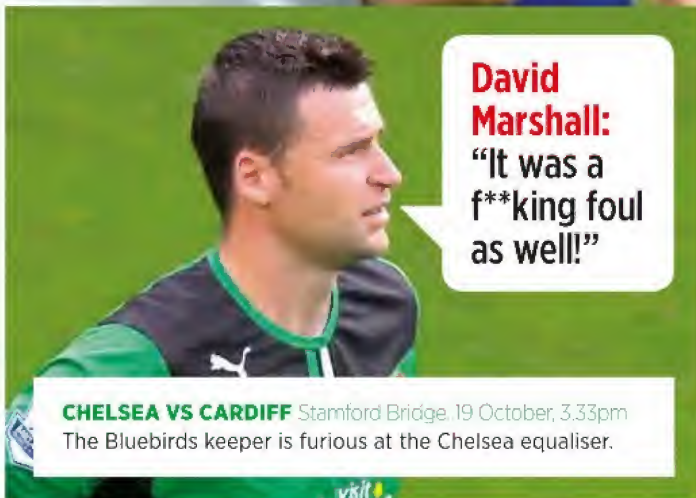 David
Marshall:
“It was a
f**king foul
as well!”
CHELSEA VS CARDIFF Stamford Bridge, 19 October, 3.33pm
The Bluebirds keeper is furious at the Chelsea equaliser.
visit